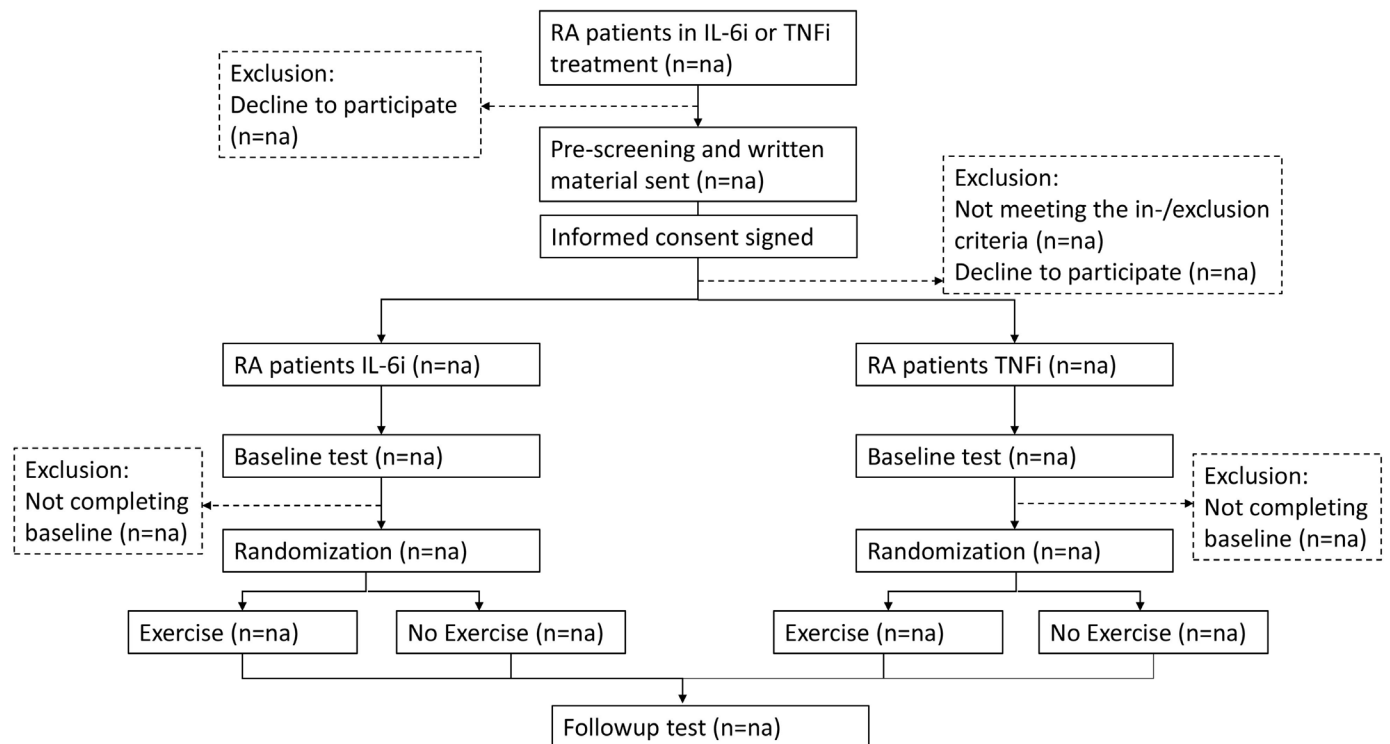 RA patients in IL-6i or TNFi
treatment (n=na)
Exclusion:
Decline to participate
(n=na)
Pre-screening and written
material sent (n=na)
Exclusion:
Not meeting the in-/exclusion
criteria (n=na)
Decline to participate (n=na)
Informed consent signed
RA patients IL-6i (n=na)
RA patients TNFi (n=na)
Baseline test (n=na)
Baseline test (n=na)
Exclusion:
Not completing
baseline (n=na)
Exclusion:
Not completing
baseline (n=na)
Randomization (n=na)
Randomization (n=na)
Exercise (n=na)
No Exercise (n=na)
Exercise (n=na)
No Exercise (n=na)
Followup test (n=na)